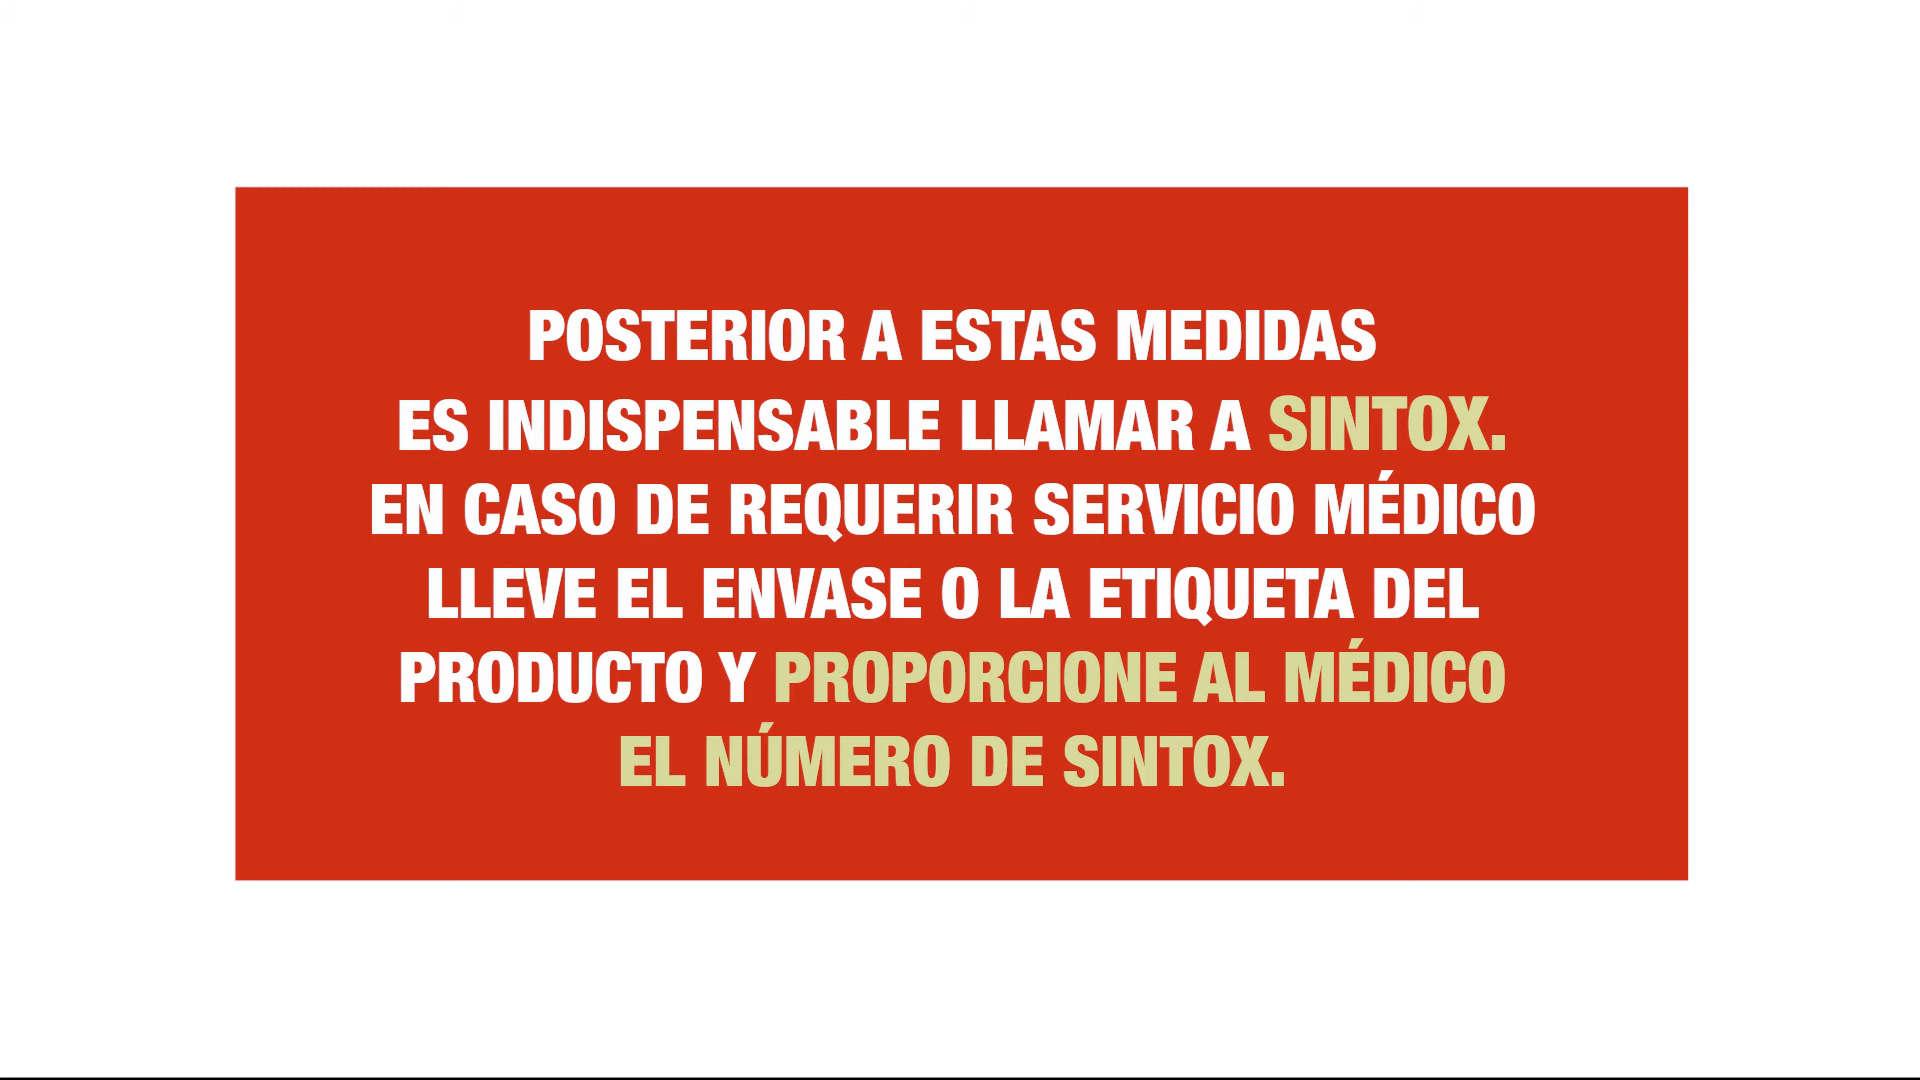 POSTERIOR A ESTAS MEDIDAS
ES INDISPENSABLE LLAMAR A SINTOX.
EN CASO DE REQUERIR SERVICIO MÉDICO
LLEVE EL ENVASE O LA ETIQUETA DEL
PRODUCTO Y PROPORCIONE AL MÉDICO
EL NÚMERO DE SINTOX.